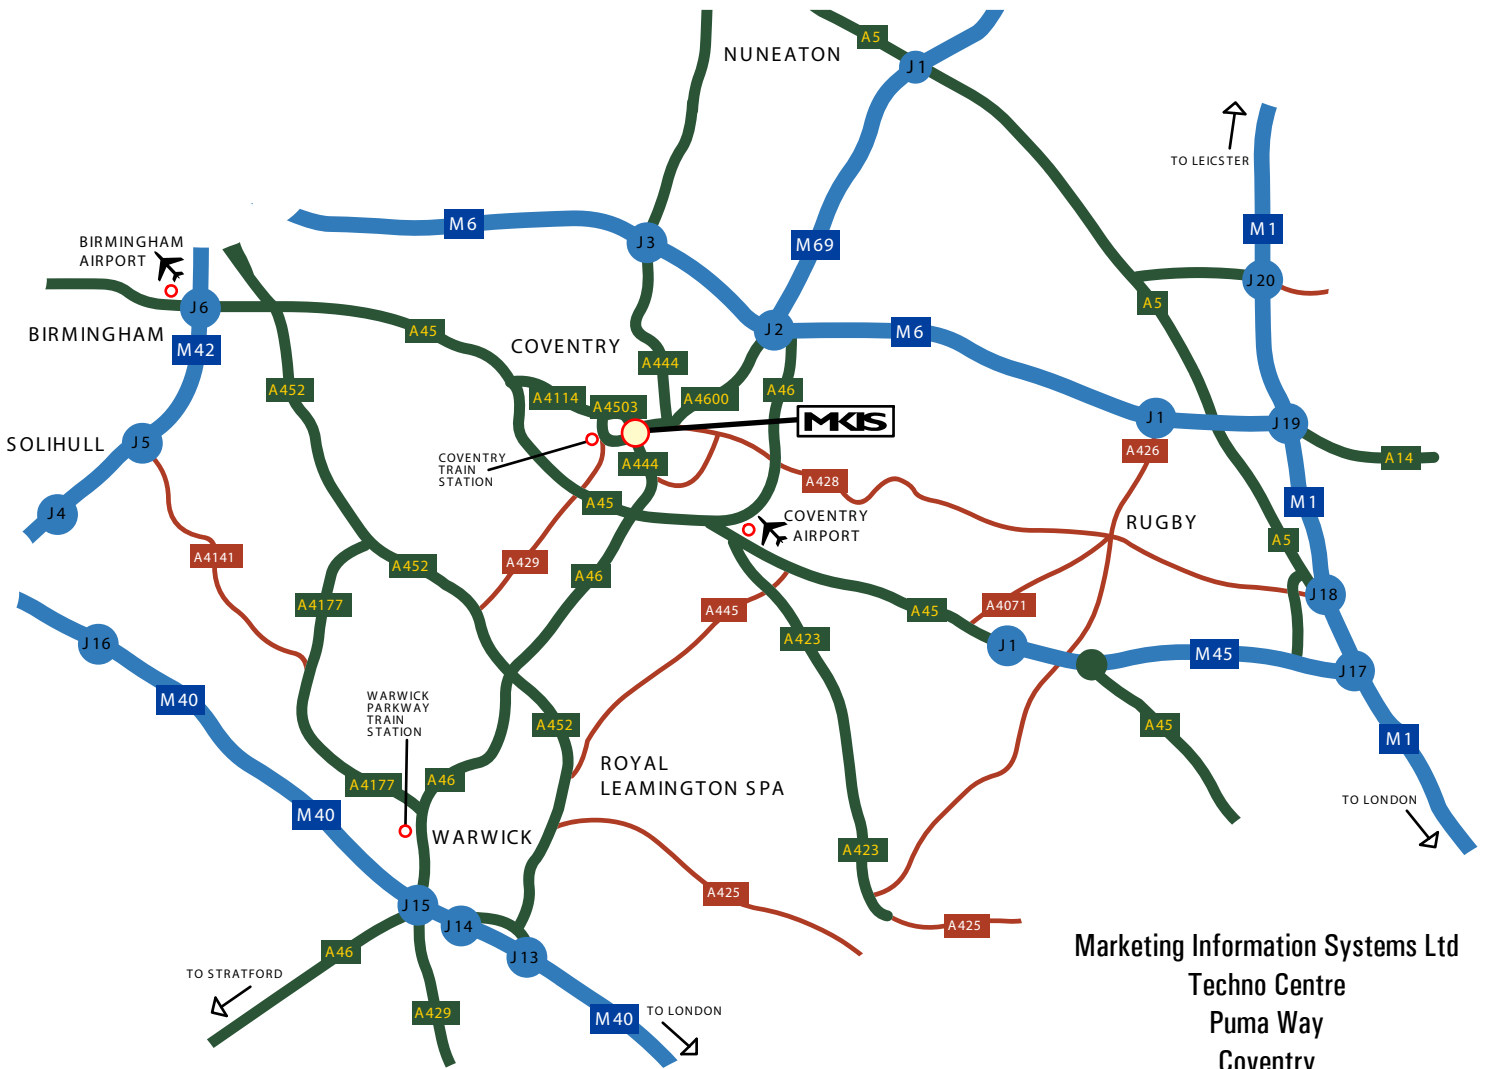 A5
NUNEATON
J1
TO LEICSTER
M6
M1
J3
M69
BIRMINGHAM
AIRPORT
J20
J6
A5
BIRMINGHAM
A45
J2
M6
M42
COVENTRY
A444
A452
A4114
A4503
A4600
A46
MKIS
J1
J19
SOLIHULL
J5
A426
A14
COVENTRY
TRAIN
STATION
A444
A428
A45
M1
J4
COVENTRY
AIRPORT
RUGBY
A5
A4141
A429
A452
A46
J18
A4177
A445
A45
A4071
A423
J16
J1
M45
J17
M40
WARWICK
PARKWAY
TRAIN
STATION
A452
A45
M1
ROYAL
LEAMINGTON SPA
A4177
A46
TO LONDON
M40
WARWICK
A423
A425
J15
J14
A425
A46
J13
Marketing Information Systems Ltd
TO STRATFORD
Techno Centre
A429
M40
TO LONDON
Puma Way
Coventry